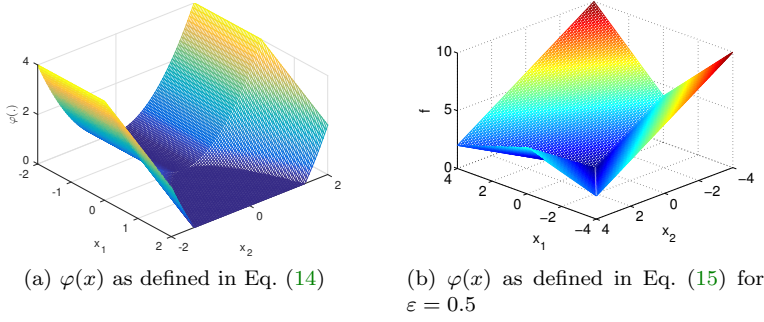 4
2
0
φ(.)
-2
-1
0
1
2
x1
-2
0
2
x2
10
5
0
f
4
2
0
-2
-4
x1
4
2
0
-2
-4
x2
(a) φ(x) as defined in Eq. (14)
(b) φ(x) as defined in Eq. (15) for
ε = 0.5